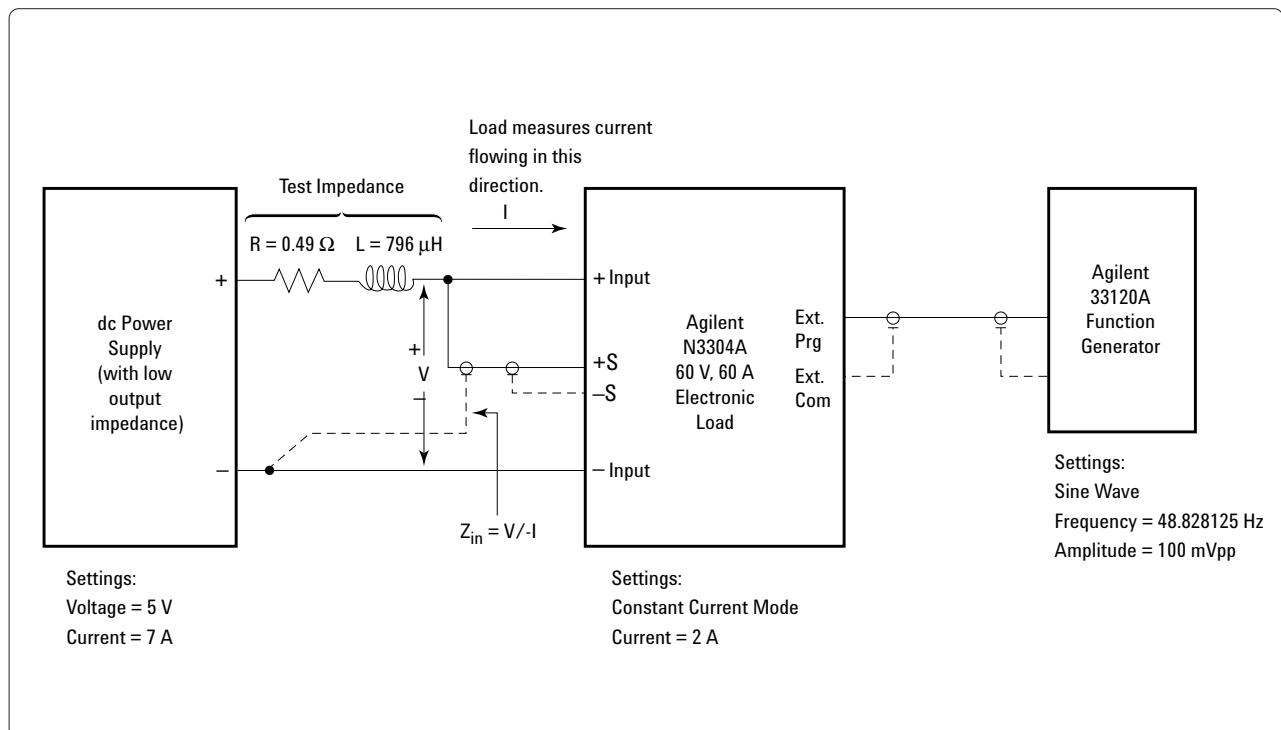 Load measures current
flowing in this
direction.
I
Test Impedance
R = 0.49 Ω L = 796 μH
+
−
dc Power
Supply
(with low
output
impedance)
+
V
−
+ Input
+S
−S
− Input
Agilent
N3304A
60 V, 60 A
Electronic
Load
Ext.
Prg
Ext.
Com
Agilent
33120A
Function
Generator
Zin = V/-I
Settings:
Voltage = 5 V
Current = 7 A
Settings:
Constant Current Mode
Current = 2 A
Settings:
Sine Wave
Frequency = 48.828125 Hz
Amplitude = 100 mVpp